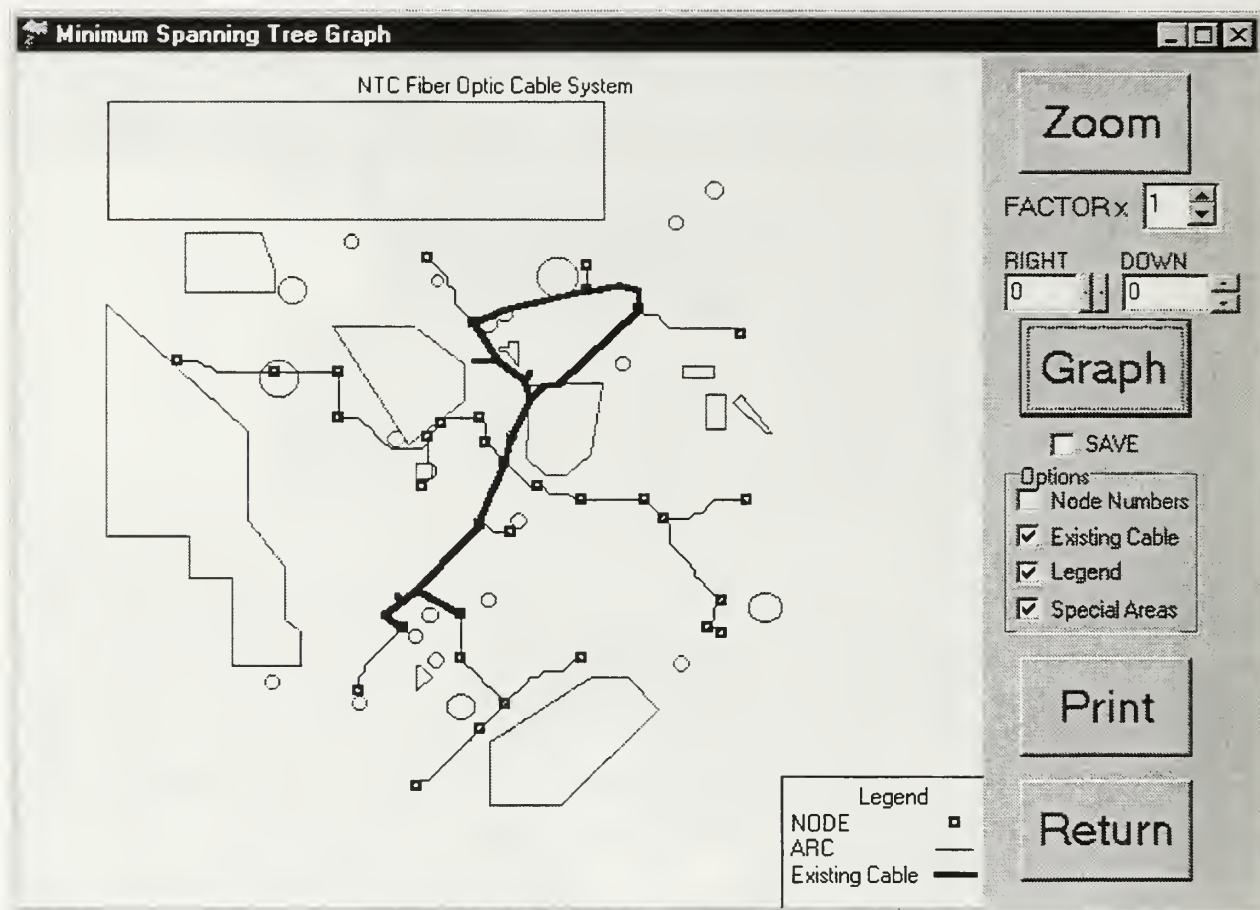 Minimum Spanning Tree Graph
NTC Fiber Optic Cable System
Zoom
FACTOR x 1
RIGHT DOWN
0 0
Graph
SAVE
Options
Node Numbers
Existing Cable
Legend
Special Areas
Print
Return
Legend
NODE
ARC
Existing Cable